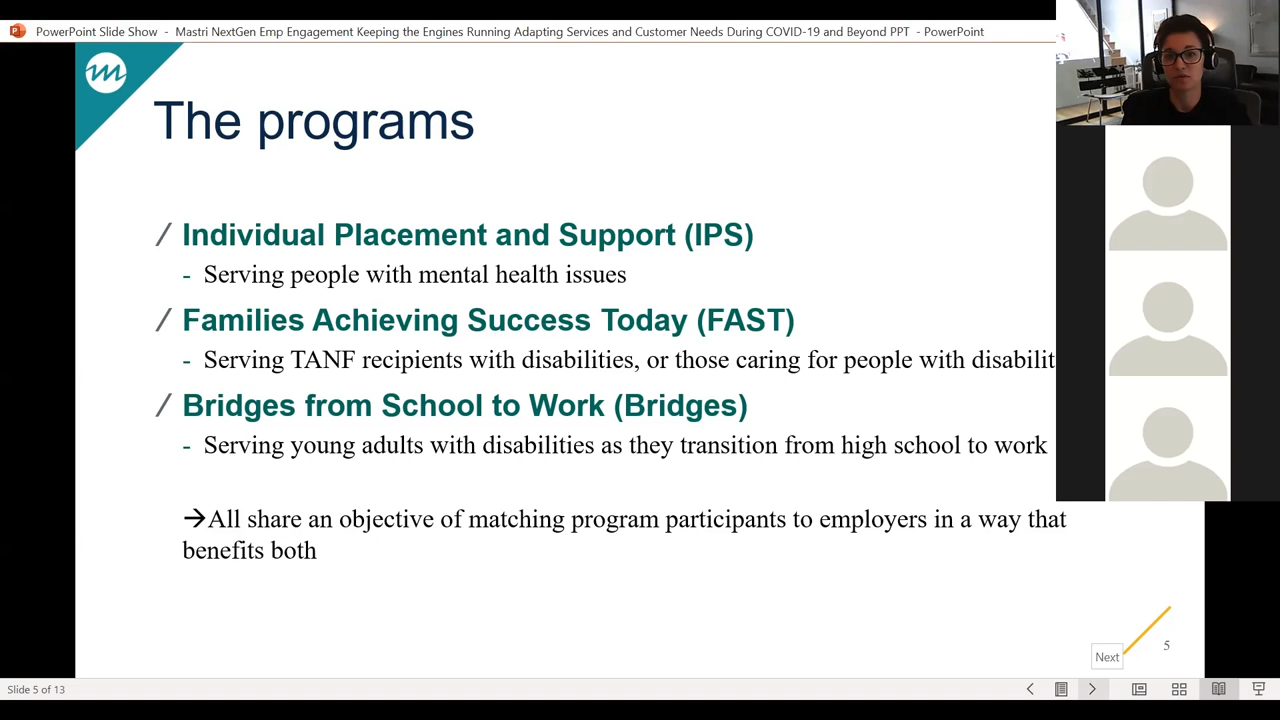 PowerPoint Slide Show - Mastri NextGen Emp Engagement Keeping the Engines Running Adapting Services and Customer Needs During COVID-19 and Beyond PPT - PowerPoint
The programs
/ Individual Placement and Support (IPS)
- Serving people with mental health issues
/ Families Achieving Success Today (FAST)
- Serving TANF recipients with disabilities, or those caring for people with disabilit
/ Bridges from School to Work (Bridges)
- Serving young adults with disabilities as they transition from high school to work
→All share an objective of matching program participants to employers in a way that
benefits both
5
Next
Slide 5 of 13